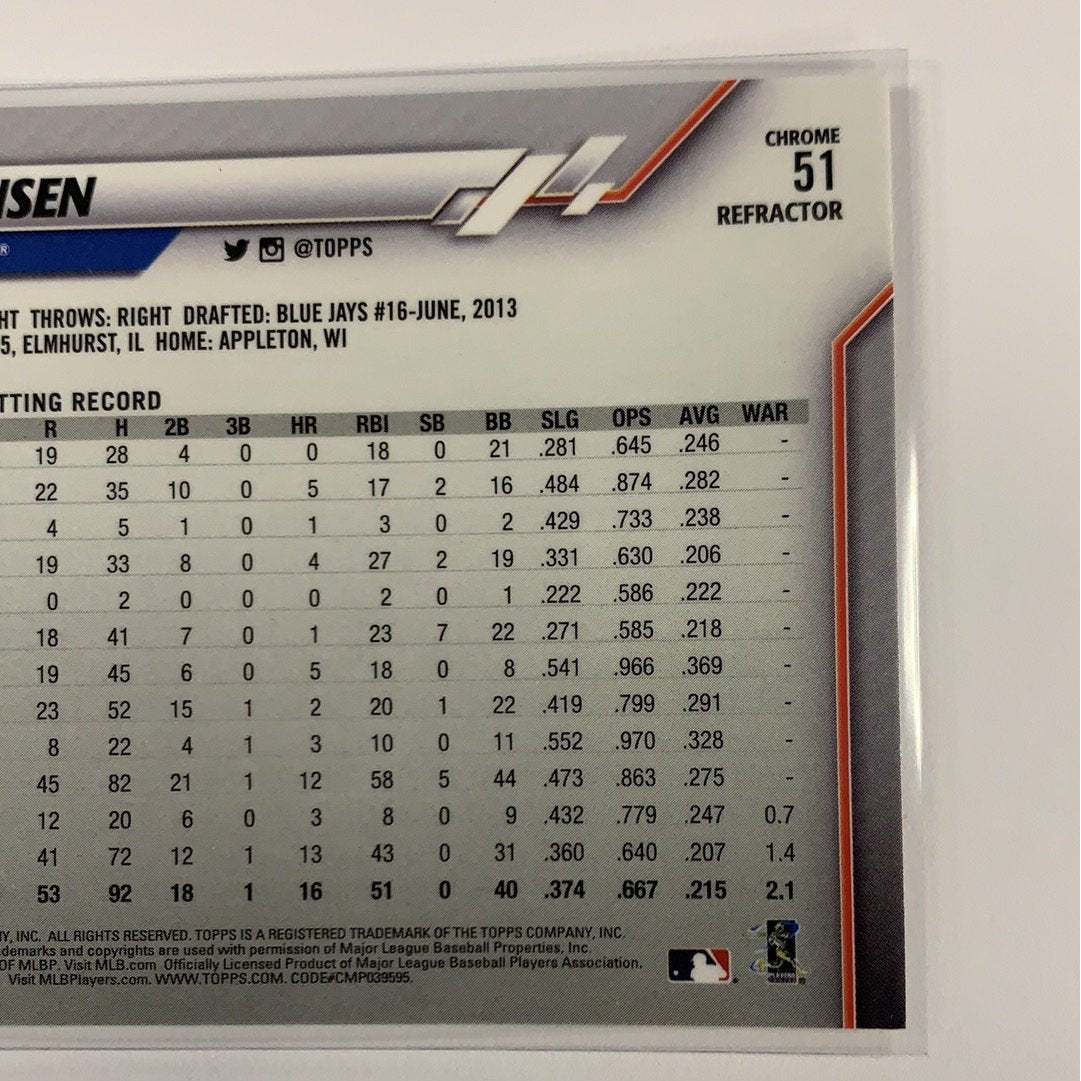 CHROME
51
REFRACTOR
NSEN
®
@TOPPS
HT THROWS: RIGHT DRAFTED: BLUE JAYS #16-JUNE, 2013
5, ELMHURST, IL HOME: APPLETON, WI
TTING RECORD
R H 2B 3B HR RBI SB BB SLG OPS AVG WAR
19 28 4 0 0 18 0 21 .281 .645 .246 -
22 35 10 0 5 17 2 16 .484 .874 .282 -
4 5 1 0 1 3 0 2 .429 .733 .238 -
19 33 8 0 4 27 2 19 .331 .630 .206 -
0 2 0 0 0 2 0 1 .222 .586 .222 -
18 41 7 0 1 23 7 22 .271 .585 .218 -
19 45 6 0 5 18 0 8 .541 .966 .369 -
23 52 15 1 2 20 1 22 .419 .799 .291 -
8 22 4 1 3 10 0 11 .552 .970 .328 -
45 82 21 1 12 58 5 44 .473 .863 .275 -
12 20 6 0 3 8 0 9 .432 .779 .247 0.7
41 72 12 1 13 43 0 31 .360 .640 .207 1.4
53 92 18 1 16 51 0 40 .374 .667 .215 2.1
Y, INC. ALL RIGHTS RESERVED. TOPPS IS A REGISTERED TRADEMARK OF THE TOPPS COMPANY, INC.
demarks and copyrights are used with permission of Major League Baseball Properties, Inc.
OF MLBP. Visit MLB.com Officially Licensed Product of Major League Baseball Players Association.
Visit MLBPlayers.com. WWW.TOPPS.COM. CODE#CMP039595.